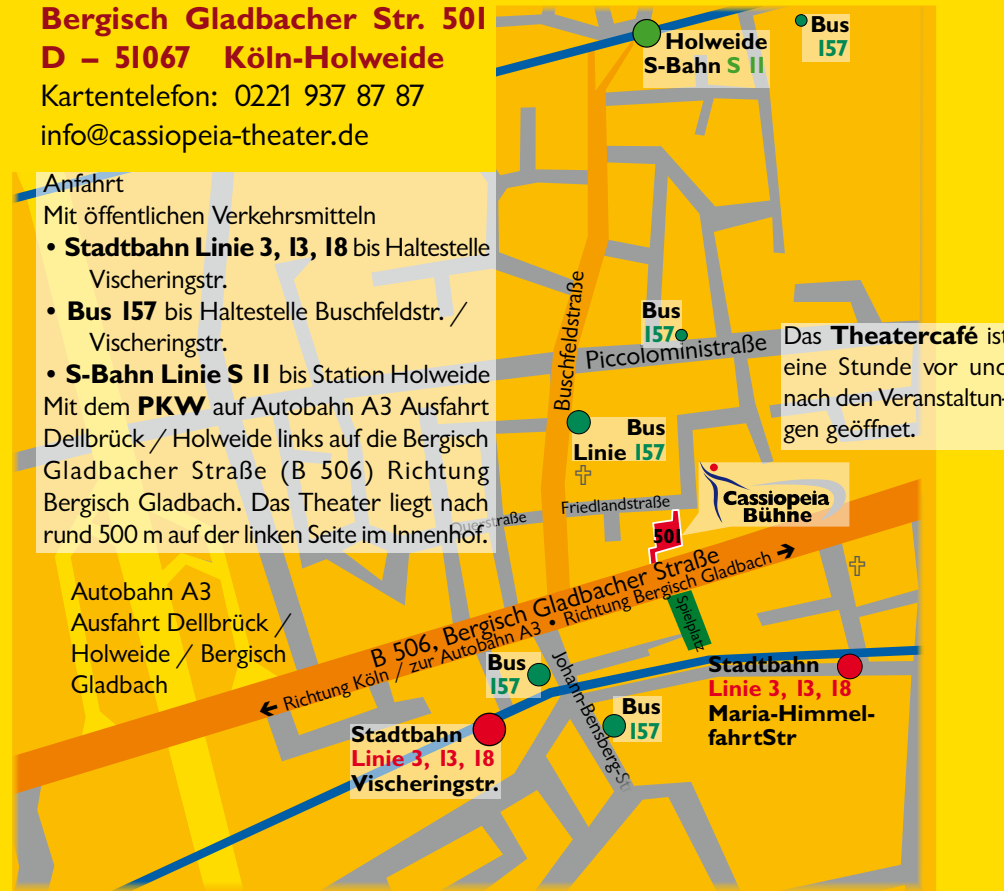 Bergisch Gladbacher Str. 501
D – 51067 Köln-Holweide
Kartentelefon: 0221 937 87 87
info@cassiopeia-theater.de
Anfahrt
Mit öffentlichen Verkehrsmitteln
• Stadtbahn Linie 3, 13, 18 bis Haltestelle
Vischeringstr.
• Bus 157 bis Haltestelle Buschfeldstr. /
Vischeringstr.
• S-Bahn Linie S 11 bis Station Holweide
Mit dem PKW auf Autobahn A3 Ausfahrt
Dellbrück / Holweide links auf die Bergisch
Gladbacher Straße (B 506) Richtung
Bergisch Gladbach. Das Theater liegt nach
rund 500 m auf der linken Seite im Innenhof.
Autobahn A3
Ausfahrt Dellbrück /
Holweide / Bergisch
Gladbach
Holweide
S-Bahn S 11
Bus
157
Buschfeldstraße
Bus
157
Piccoloministraße
Das Theatercafé ist
eine Stunde vor und
nach den Veranstaltun-
gen geöffnet.
Bus
Linie 157
Friedlandstraße
Querstraße
Cassiopeia
Bühne
501
B 506, Bergisch Gladbacher Straße
← Richtung Köln / zur Autobahn A3 • Richtung Bergisch Gladbach →
Spielplatz
Bus
157
Johann-Bensberg-St
Bus
157
Stadtbahn
Linie 3, 13, 18
Maria-Himmel-
fahrtStr
Stadtbahn
Linie 3, 13, 18
Vischeringstr.